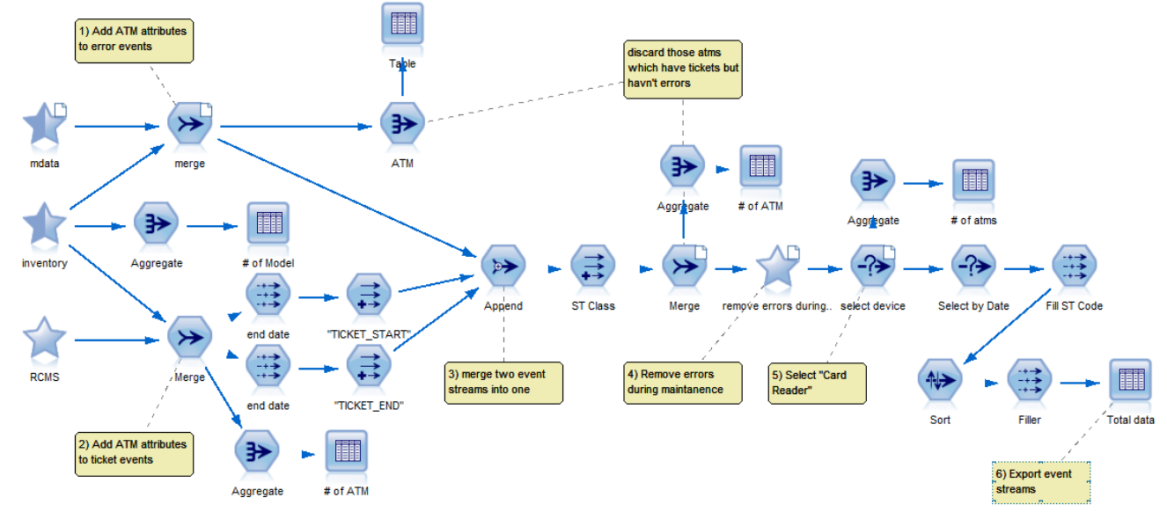 1) Add ATM attributes
to error events
Table
discard those atms
which have tickets but
havn't errors
mdata
merge
ATM
Aggregate
# of ATM
Aggregate
# of atms
inventory
Aggregate
# of Model
end date
"TICKET_START"
Append
ST Class
Merge
remove errors during..
select device
Select by Date
Fill ST Code
RCMS
Merge
end date
"TICKET_END"
3) merge two event
streams into one
4) Remove errors
during maintanence
5) Select "Card
Reader"
Sort
Filler
Total data
2) Add ATM attributes
to ticket events
Aggregate
# of ATM
6) Export event
streams